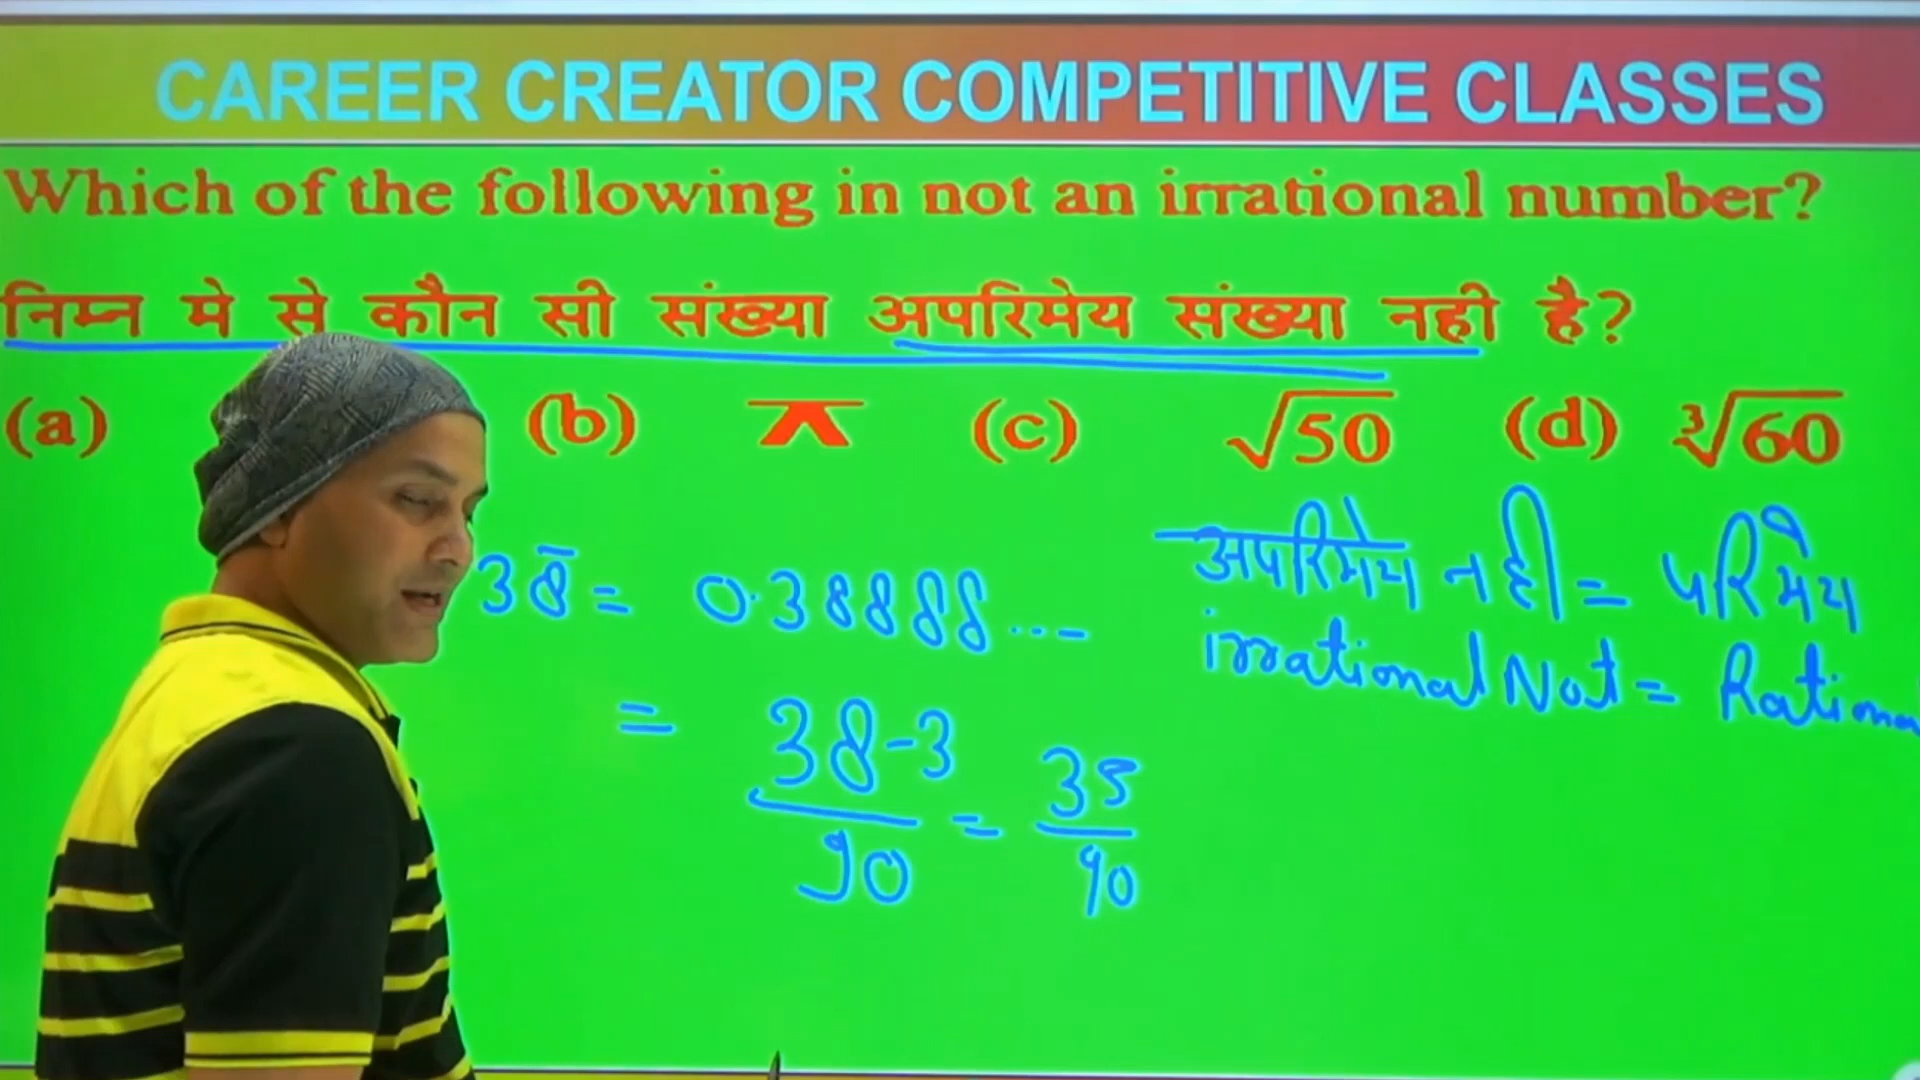 CAREER CREATOR COMPETITIVE CLASSES
Which of the following in not an irrational number?
निम्न मे से कौन सी संख्या अपरिमेय संख्या नही है?
(a) (b) π (c) √50 (d) ∛60
38̅ = 0.38888...
= 38-3/90 = 35/90
अपरिमेय नही = परिमेय
irrational Not = Rational